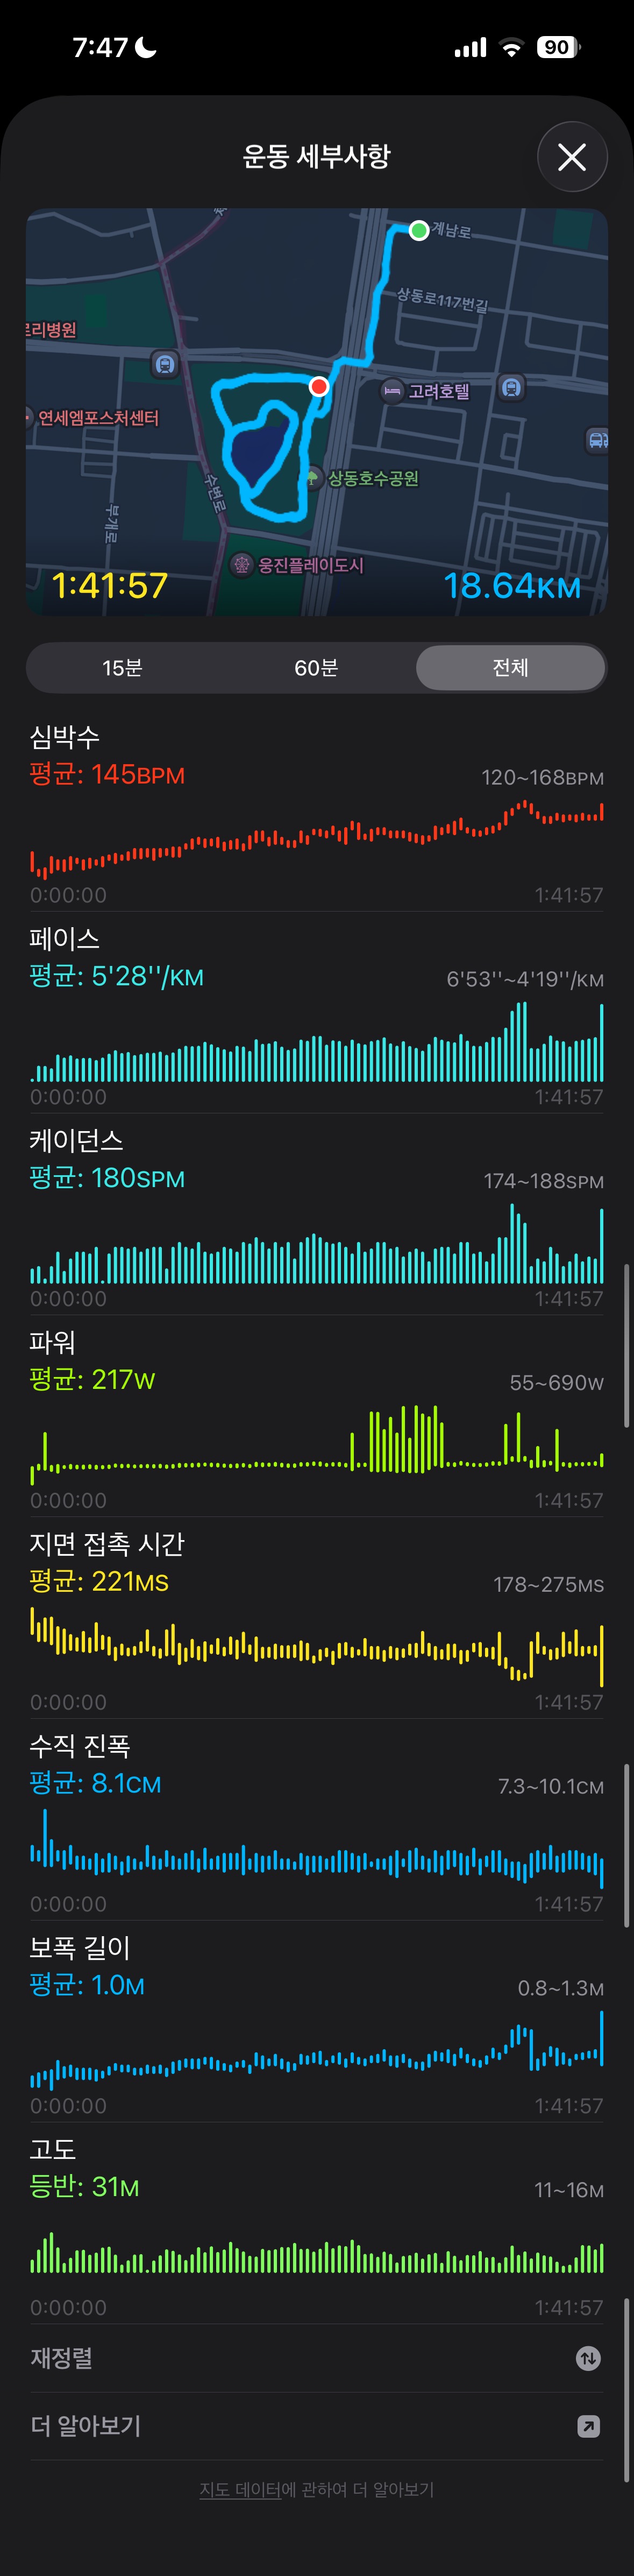 7:47
90
운동 세부사항
계남로
상동로117번길
르리병원
고려호텔
연세엠포스처센터
상동호수공원
수변로
부개로
웅진플레이도시
1:41:57
18.64KM
15분
60분
전체
심박수
평균: 145BPM
120~168BPM
0:00:00
1:41:57
페이스
평균: 5'28''/KM
6'53''~4'19''/KM
0:00:00
1:41:57
케이던스
평균: 180SPM
174~188SPM
0:00:00
1:41:57
파워
평균: 217W
55~690W
0:00:00
1:41:57
지면 접촉 시간
평균: 221MS
178~275MS
0:00:00
1:41:57
수직 진폭
평균: 8.1CM
7.3~10.1CM
0:00:00
1:41:57
보폭 길이
평균: 1.0M
0.8~1.3M
0:00:00
1:41:57
고도
등반: 31M
11~16M
0:00:00
1:41:57
재정렬
더 알아보기
지도 데이터에 관하여 더 알아보기